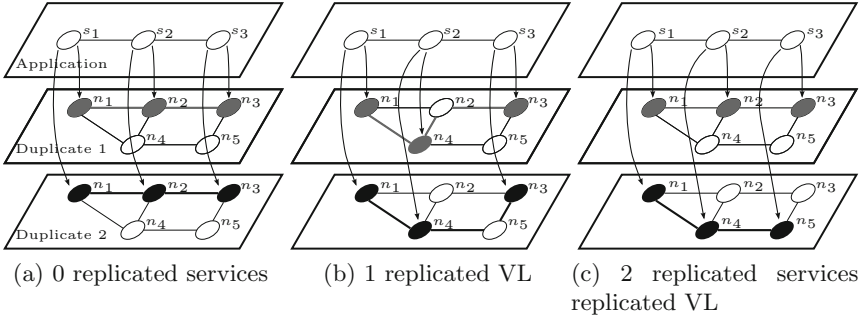 s1 s2 s3
Application
n1 n2 n3
n4 n5
Duplicate 1
n1 n2 n3
n4 n5
Duplicate 2
(a) 0 replicated services
s1 s2 s3
n1 n2 n3
n4 n5
n1 n2 n3
n4 n5
(b) 1 replicated VL
s1 s2 s3
n1 n2 n3
n4 n5
n1 n2 n3
n4 n5
(c) 2 replicated services
replicated VL